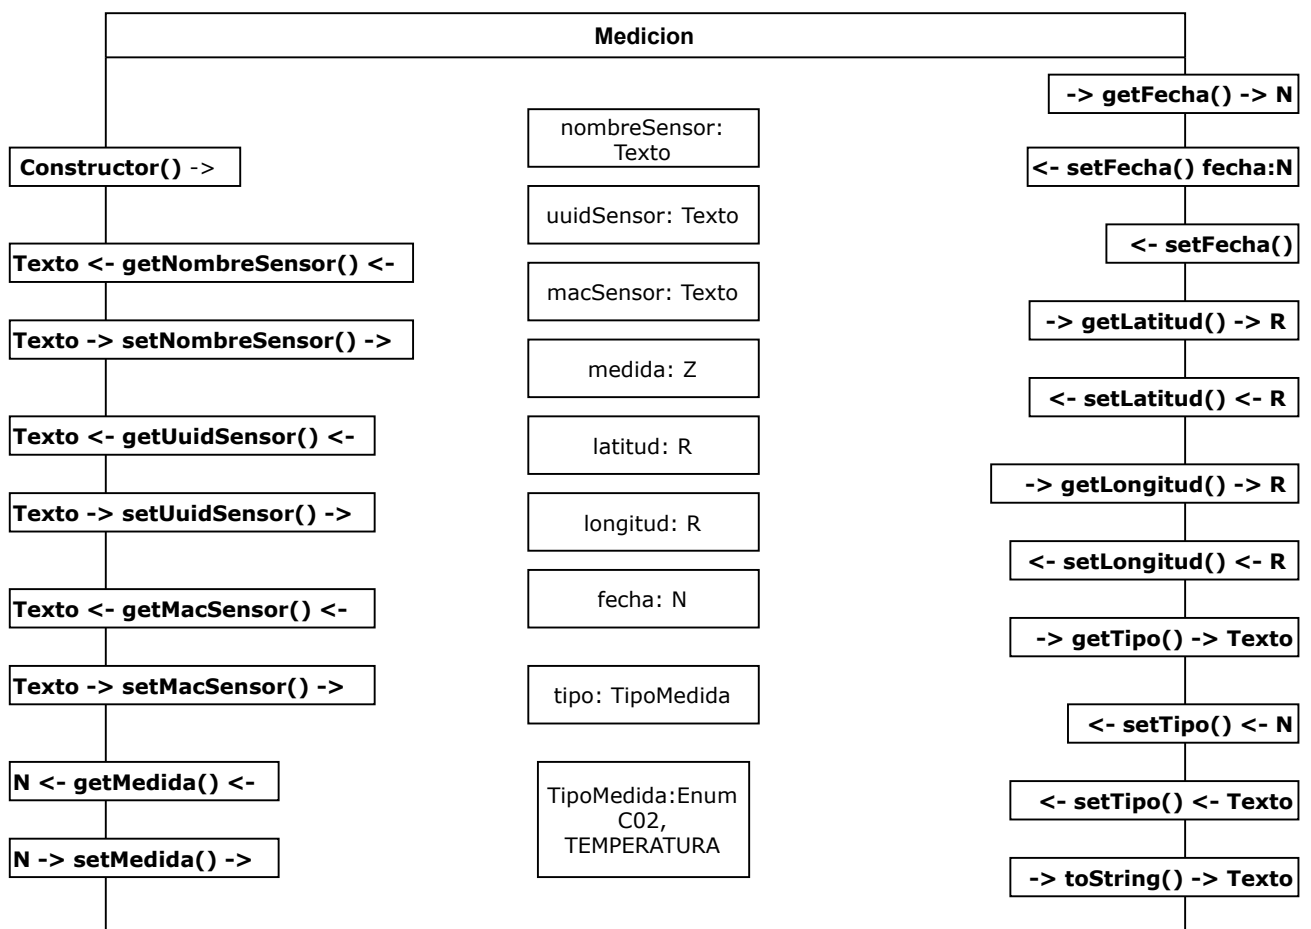 Medicion
Constructor() ->
Texto <- getNombreSensor() <-
Texto -> setNombreSensor() ->
Texto <- getUuidSensor() <-
Texto -> setUuidSensor() ->
Texto <- getMacSensor() <-
Texto -> setMacSensor() ->
N <- getMedida() <-
N -> setMedida() ->
nombreSensor:
Texto
uuidSensor: Texto
macSensor: Texto
medida: Z
latitud: R
longitud: R
fecha: N
tipo: TipoMedida
TipoMedida:Enum
C02,
TEMPERATURA
-> getFecha() -> N
<- setFecha() fecha:N
<- setFecha()
-> getLatitud() -> R
<- setLatitud() <- R
-> getLongitud() -> R
<- setLongitud() <- R
-> getTipo() -> Texto
<- setTipo() <- N
<- setTipo() <- Texto
-> toString() -> Texto